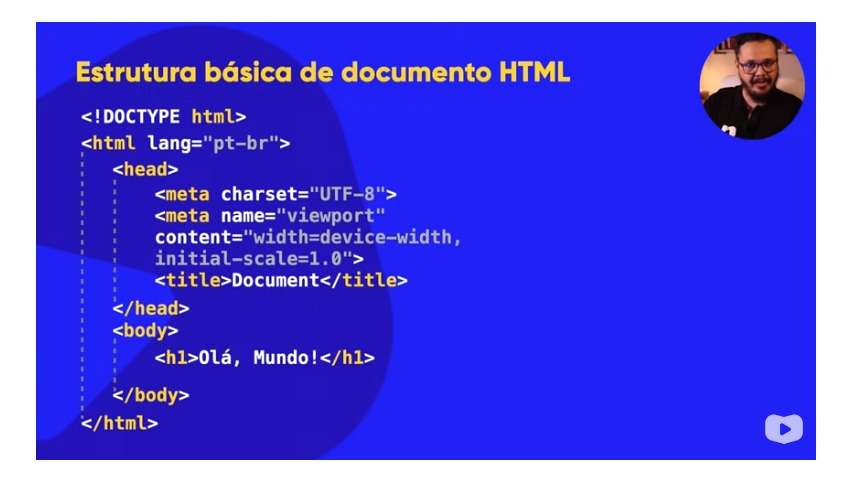 Estrutura básica de documento HTML
<!DOCTYPE html>
<html lang="pt-br">
<head>
<meta charset="UTF-8">
<meta name="viewport"
content="width=device-width,
initial-scale=1.0">
<title>Document</title>
</head>
<body>
<h1>Olá, Mundo!</h1>
</body>
</html>